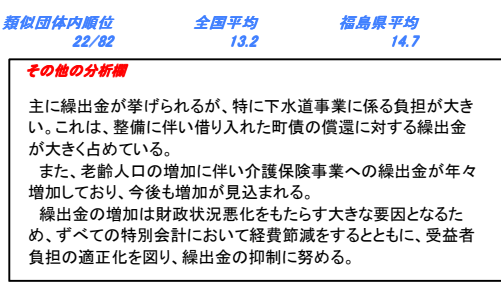 類似団体内順位 全国平均 福島県平均
22/82 13.2 14.7
その他の分析欄
主に繰出金が挙げられるが、特に下水道事業に係る負担が大き
い。これは、整備に伴い借り入れた町債の償還に対する繰出金
が大きく占めている。
　また、老齢人口の増加に伴い介護保険事業への繰出金が年々
増加しており、今後も増加が見込まれる。
　繰出金の増加は財政状況悪化をもたらす大きな要因となるた
め、ずべての特別会計において経費節減をするとともに、受益者
負担の適正化を図り、繰出金の抑制に努める。